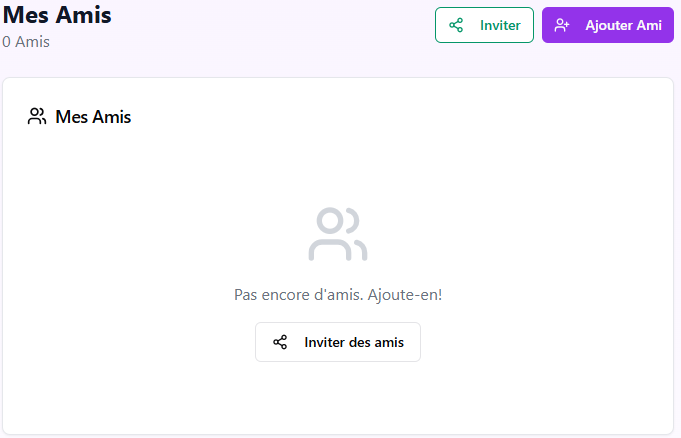 Mes Amis
0 Amis
Inviter
Ajouter Ami
Mes Amis
Pas encore d'amis. Ajoute-en!
Inviter des amis